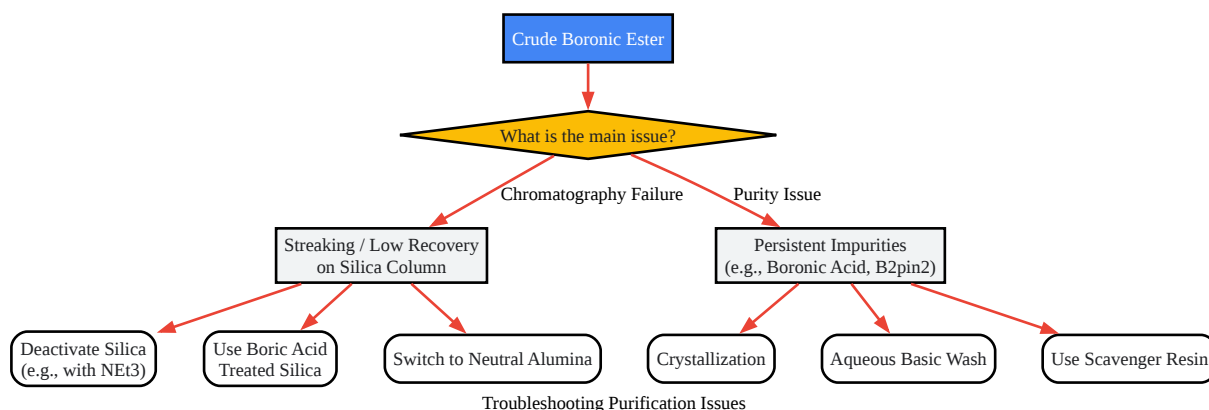 Crude Boronic Ester
What is the main issue?
Chromatography Failure
Purity Issue
Streaking / Low Recovery
on Silica Column
Persistent Impurities
(e.g., Boronic Acid, B2pin2)
Deactivate Silica
(e.g., with NEt3)
Use Boric Acid
Treated Silica
Switch to Neutral Alumina
Crystallization
Aqueous Basic Wash
Use Scavenger Resin
Troubleshooting Purification Issues